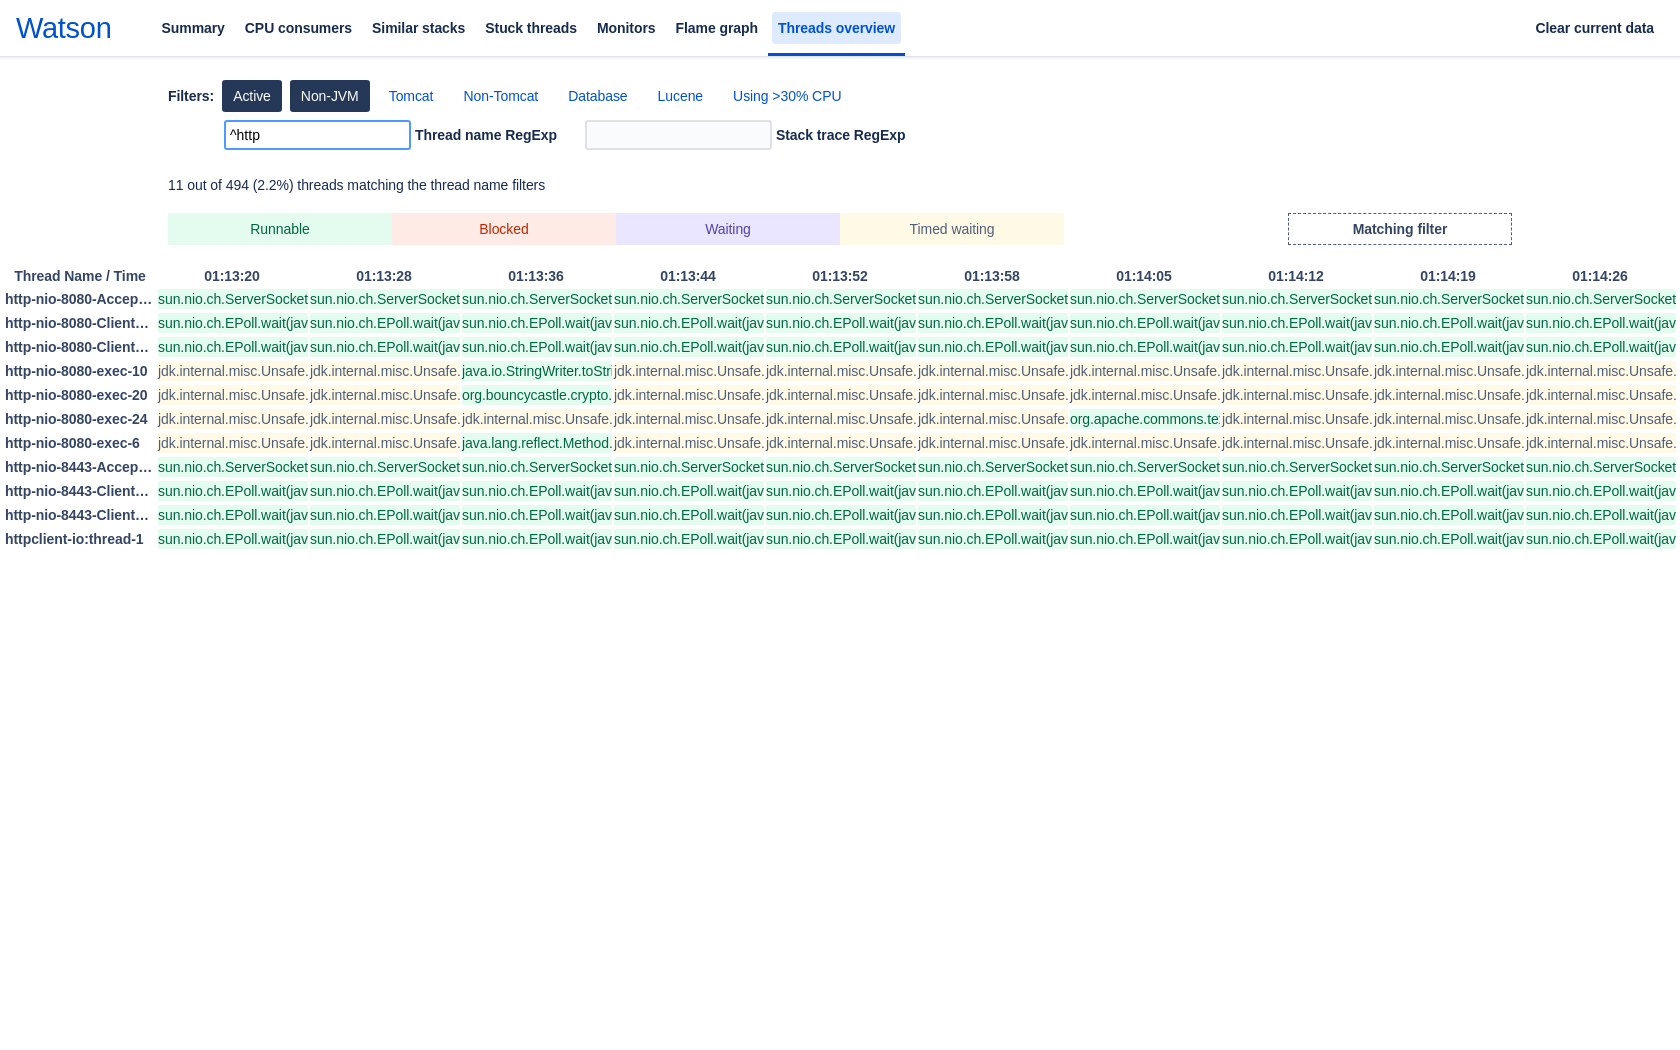 Watson Summary CPU consumers Similar stacks Stuck threads Monitors Flame graph Threads overview Clear current data
Filters: Active Non-JVM Tomcat Non-Tomcat Database Lucene Using >30% CPU
^http Thread name RegExp Stack trace RegExp
11 out of 494 (2.2%) threads matching the thread name filters
Runnable Blocked Waiting Timed waiting Matching filter
Thread Name / Time 01:13:20 01:13:28 01:13:36 01:13:44 01:13:52 01:13:58 01:14:05 01:14:12 01:14:19 01:14:26
http-nio-8080-Accep… sun.nio.ch.ServerSocket sun.nio.ch.ServerSocket sun.nio.ch.ServerSocket sun.nio.ch.ServerSocket sun.nio.ch.ServerSocket sun.nio.ch.ServerSocket sun.nio.ch.ServerSocket sun.nio.ch.ServerSocket sun.nio.ch.ServerSocket sun.nio.ch.ServerSocket
http-nio-8080-Client… sun.nio.ch.EPoll.wait(jav sun.nio.ch.EPoll.wait(jav sun.nio.ch.EPoll.wait(jav sun.nio.ch.EPoll.wait(jav sun.nio.ch.EPoll.wait(jav sun.nio.ch.EPoll.wait(jav sun.nio.ch.EPoll.wait(jav sun.nio.ch.EPoll.wait(jav sun.nio.ch.EPoll.wait(jav sun.nio.ch.EPoll.wait(jav
http-nio-8080-Client… sun.nio.ch.EPoll.wait(jav sun.nio.ch.EPoll.wait(jav sun.nio.ch.EPoll.wait(jav sun.nio.ch.EPoll.wait(jav sun.nio.ch.EPoll.wait(jav sun.nio.ch.EPoll.wait(jav sun.nio.ch.EPoll.wait(jav sun.nio.ch.EPoll.wait(jav sun.nio.ch.EPoll.wait(jav sun.nio.ch.EPoll.wait(jav
http-nio-8080-exec-10 jdk.internal.misc.Unsafe. jdk.internal.misc.Unsafe. java.io.StringWriter.toStri jdk.internal.misc.Unsafe. jdk.internal.misc.Unsafe. jdk.internal.misc.Unsafe. jdk.internal.misc.Unsafe. jdk.internal.misc.Unsafe. jdk.internal.misc.Unsafe. jdk.internal.misc.Unsafe.
http-nio-8080-exec-20 jdk.internal.misc.Unsafe. jdk.internal.misc.Unsafe. org.bouncycastle.crypto. jdk.internal.misc.Unsafe. jdk.internal.misc.Unsafe. jdk.internal.misc.Unsafe. jdk.internal.misc.Unsafe. jdk.internal.misc.Unsafe. jdk.internal.misc.Unsafe. jdk.internal.misc.Unsafe.
http-nio-8080-exec-24 jdk.internal.misc.Unsafe. jdk.internal.misc.Unsafe. jdk.internal.misc.Unsafe. jdk.internal.misc.Unsafe. jdk.internal.misc.Unsafe. jdk.internal.misc.Unsafe. org.apache.commons.te jdk.internal.misc.Unsafe. jdk.internal.misc.Unsafe. jdk.internal.misc.Unsafe.
http-nio-8080-exec-6 jdk.internal.misc.Unsafe. jdk.internal.misc.Unsafe. java.lang.reflect.Method. jdk.internal.misc.Unsafe. jdk.internal.misc.Unsafe. jdk.internal.misc.Unsafe. jdk.internal.misc.Unsafe. jdk.internal.misc.Unsafe. jdk.internal.misc.Unsafe. jdk.internal.misc.Unsafe.
http-nio-8443-Accep… sun.nio.ch.ServerSocket sun.nio.ch.ServerSocket sun.nio.ch.ServerSocket sun.nio.ch.ServerSocket sun.nio.ch.ServerSocket sun.nio.ch.ServerSocket sun.nio.ch.ServerSocket sun.nio.ch.ServerSocket sun.nio.ch.ServerSocket sun.nio.ch.ServerSocket
http-nio-8443-Client… sun.nio.ch.EPoll.wait(jav sun.nio.ch.EPoll.wait(jav sun.nio.ch.EPoll.wait(jav sun.nio.ch.EPoll.wait(jav sun.nio.ch.EPoll.wait(jav sun.nio.ch.EPoll.wait(jav sun.nio.ch.EPoll.wait(jav sun.nio.ch.EPoll.wait(jav sun.nio.ch.EPoll.wait(jav sun.nio.ch.EPoll.wait(jav
http-nio-8443-Client… sun.nio.ch.EPoll.wait(jav sun.nio.ch.EPoll.wait(jav sun.nio.ch.EPoll.wait(jav sun.nio.ch.EPoll.wait(jav sun.nio.ch.EPoll.wait(jav sun.nio.ch.EPoll.wait(jav sun.nio.ch.EPoll.wait(jav sun.nio.ch.EPoll.wait(jav sun.nio.ch.EPoll.wait(jav sun.nio.ch.EPoll.wait(jav
httpclient-io:thread-1 sun.nio.ch.EPoll.wait(jav sun.nio.ch.EPoll.wait(jav sun.nio.ch.EPoll.wait(jav sun.nio.ch.EPoll.wait(jav sun.nio.ch.EPoll.wait(jav sun.nio.ch.EPoll.wait(jav sun.nio.ch.EPoll.wait(jav sun.nio.ch.EPoll.wait(jav sun.nio.ch.EPoll.wait(jav sun.nio.ch.EPoll.wait(jav